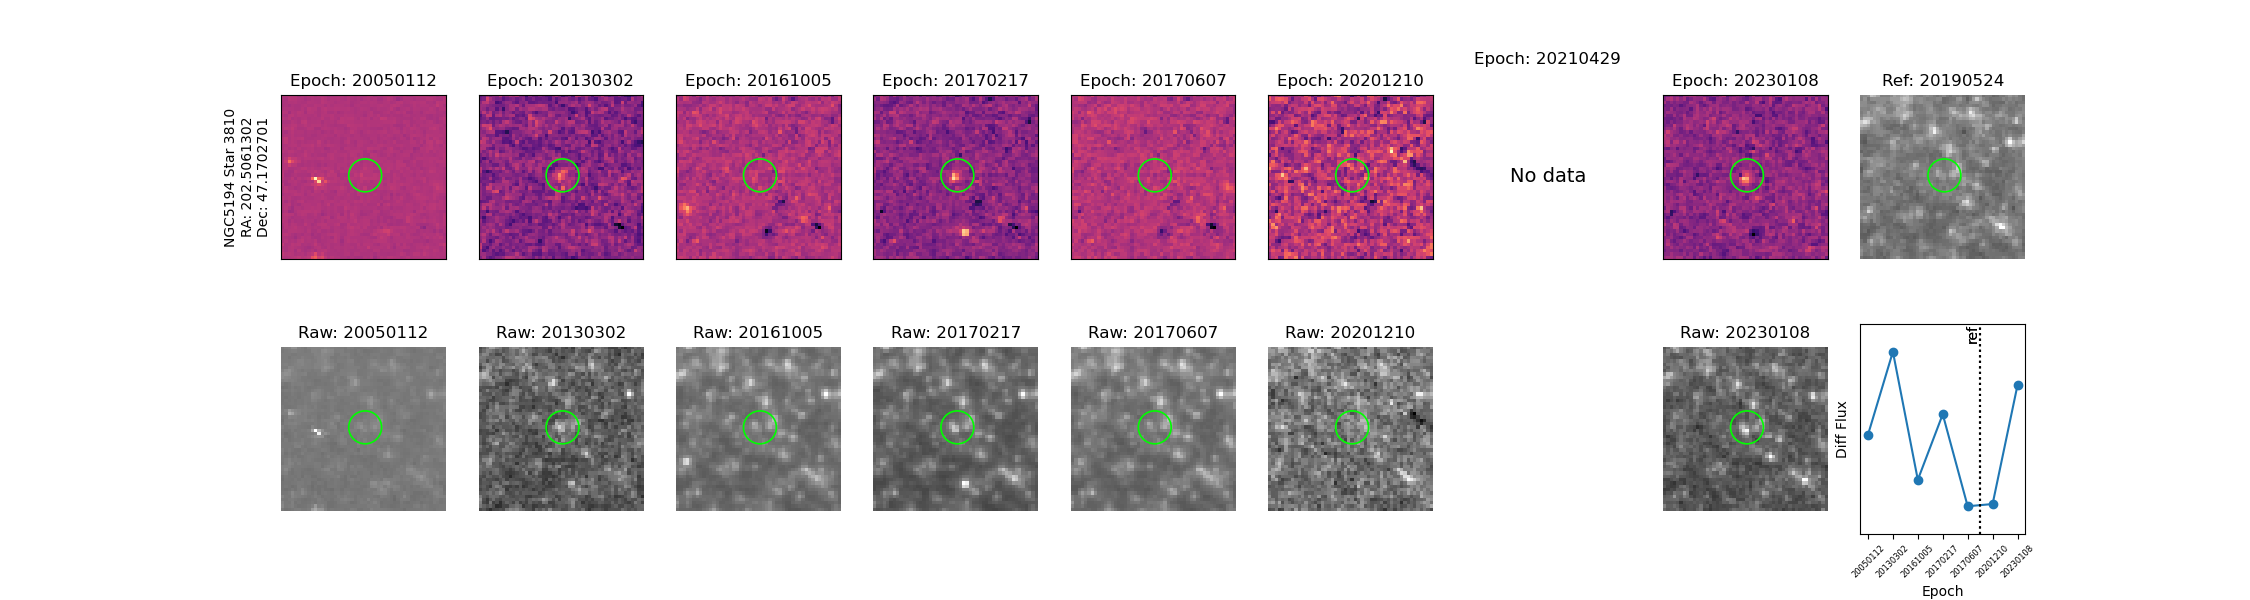 NGC5194 Star 3810
RA: 202.5061302
Dec: 47.1702701
Epoch: 20050112
Epoch: 20130302
Epoch: 20161005
Epoch: 20170217
Epoch: 20170607
Epoch: 20201210
Epoch: 20210429
No data
Epoch: 20230108
Ref: 20190524
Raw: 20050112
Raw: 20130302
Raw: 20161005
Raw: 20170217
Raw: 20170607
Raw: 20201210
Raw: 20230108
ref
Diff Flux
20050112
20130302
20161005
20170217
20170607
20201210
20230108
Epoch